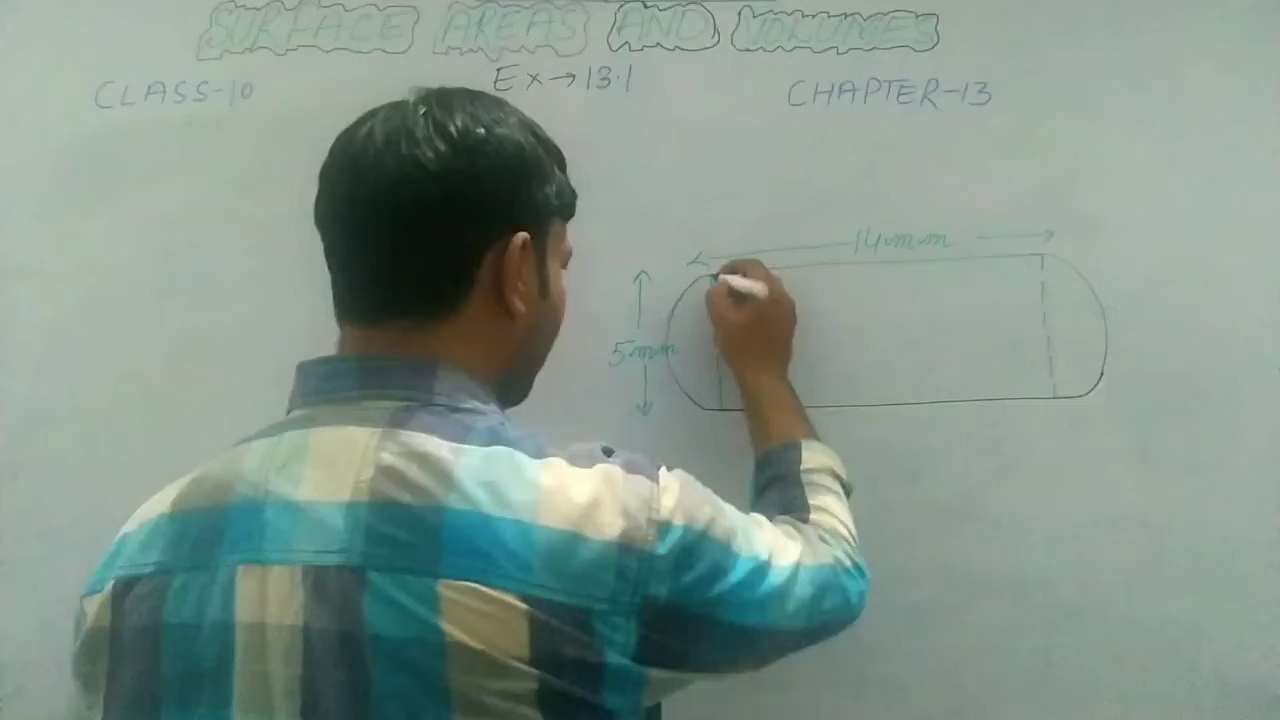 SURFACE AREAS AND VOLUMES
CLASS-10 Ex→13.1 CHAPTER-13
14mm
5mm